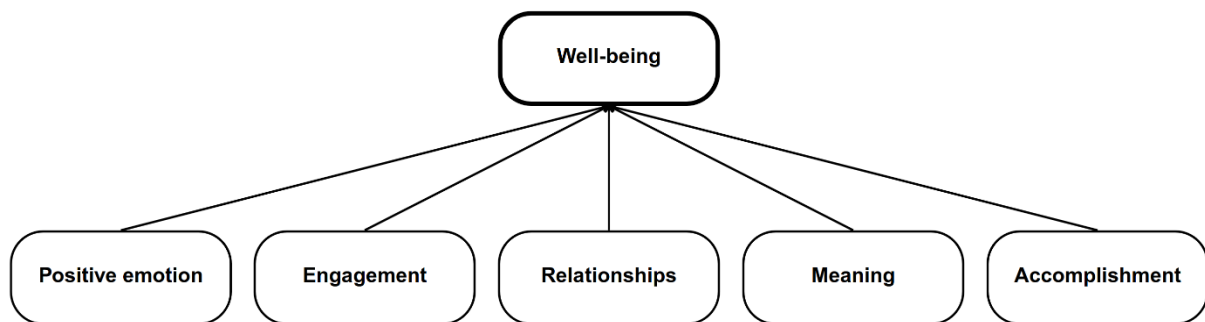 Well-being
Positive emotion
Engagement
Relationships
Meaning
Accomplishment